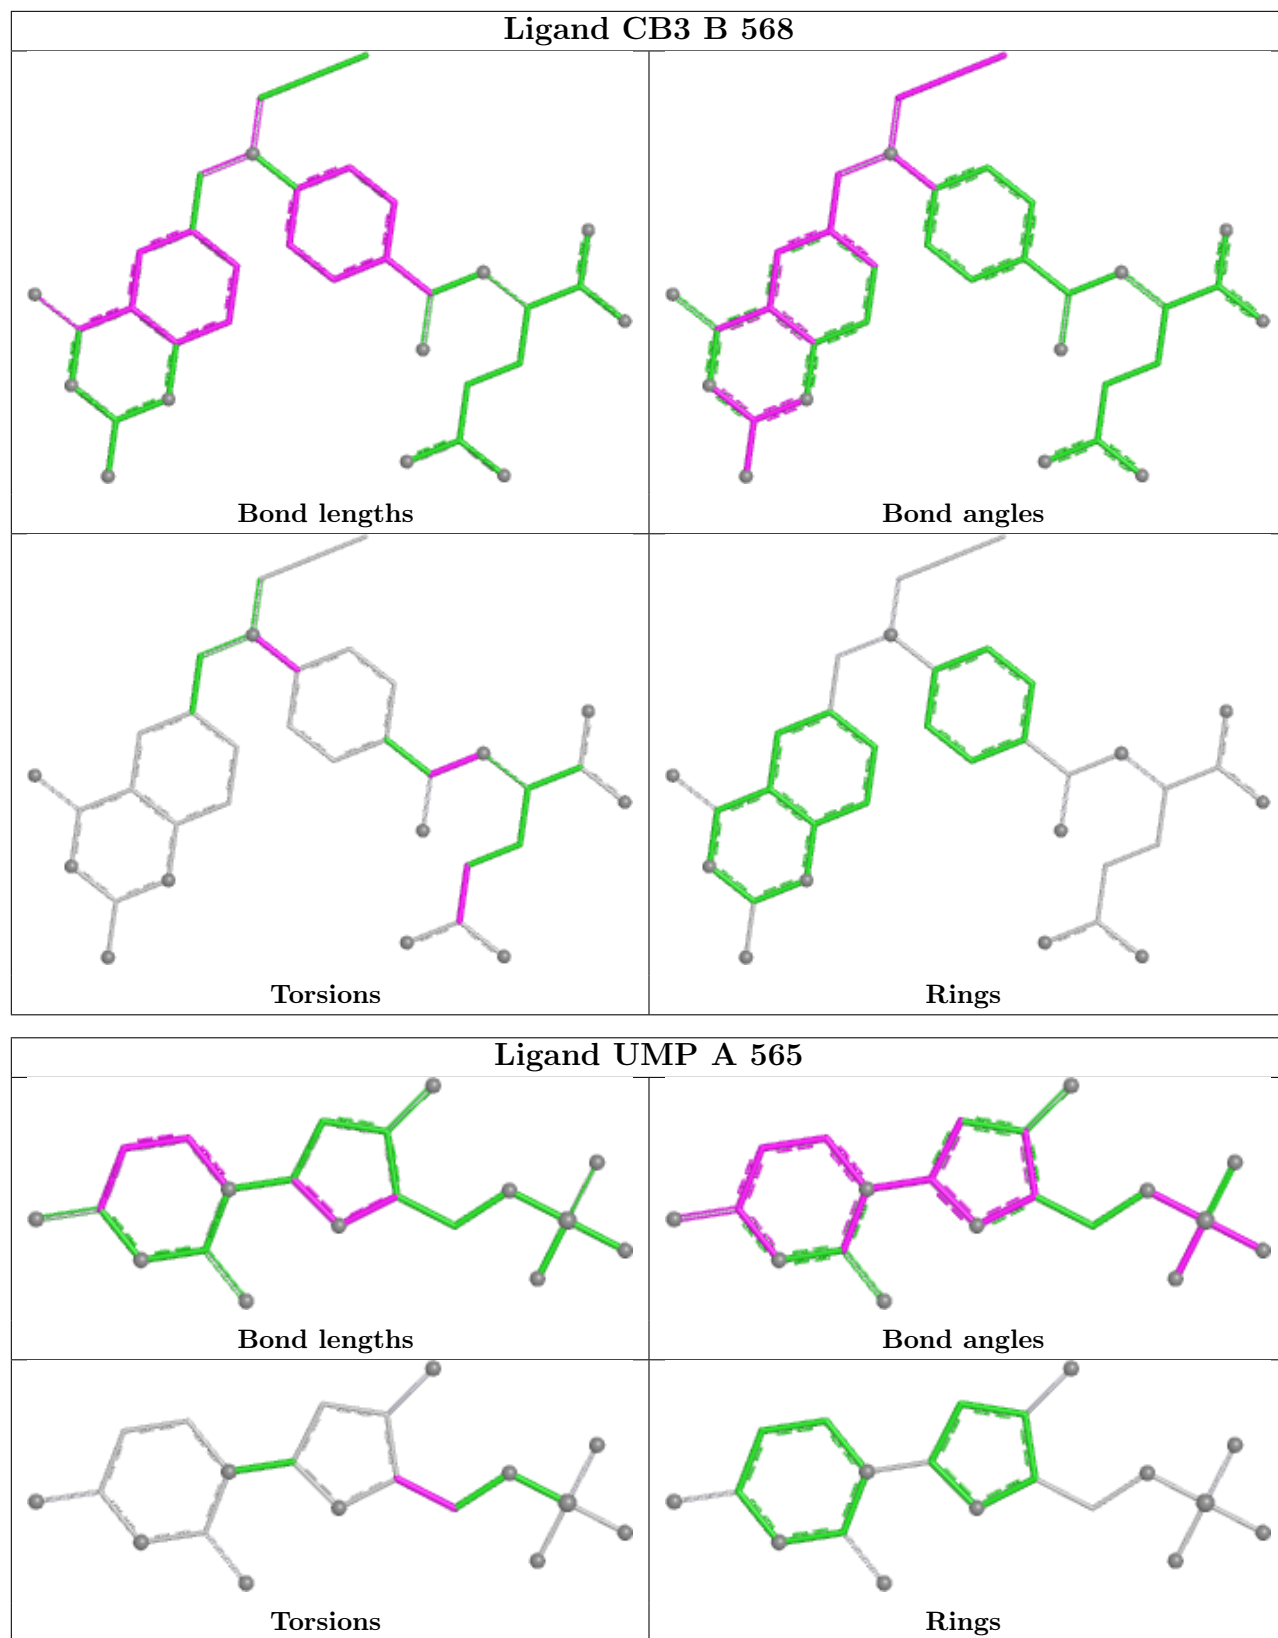 Ligand CB3 B 568
Bond lengths
Bond angles
Torsions
Rings
Ligand UMP A 565
Bond lengths
Bond angles
Torsions
Rings